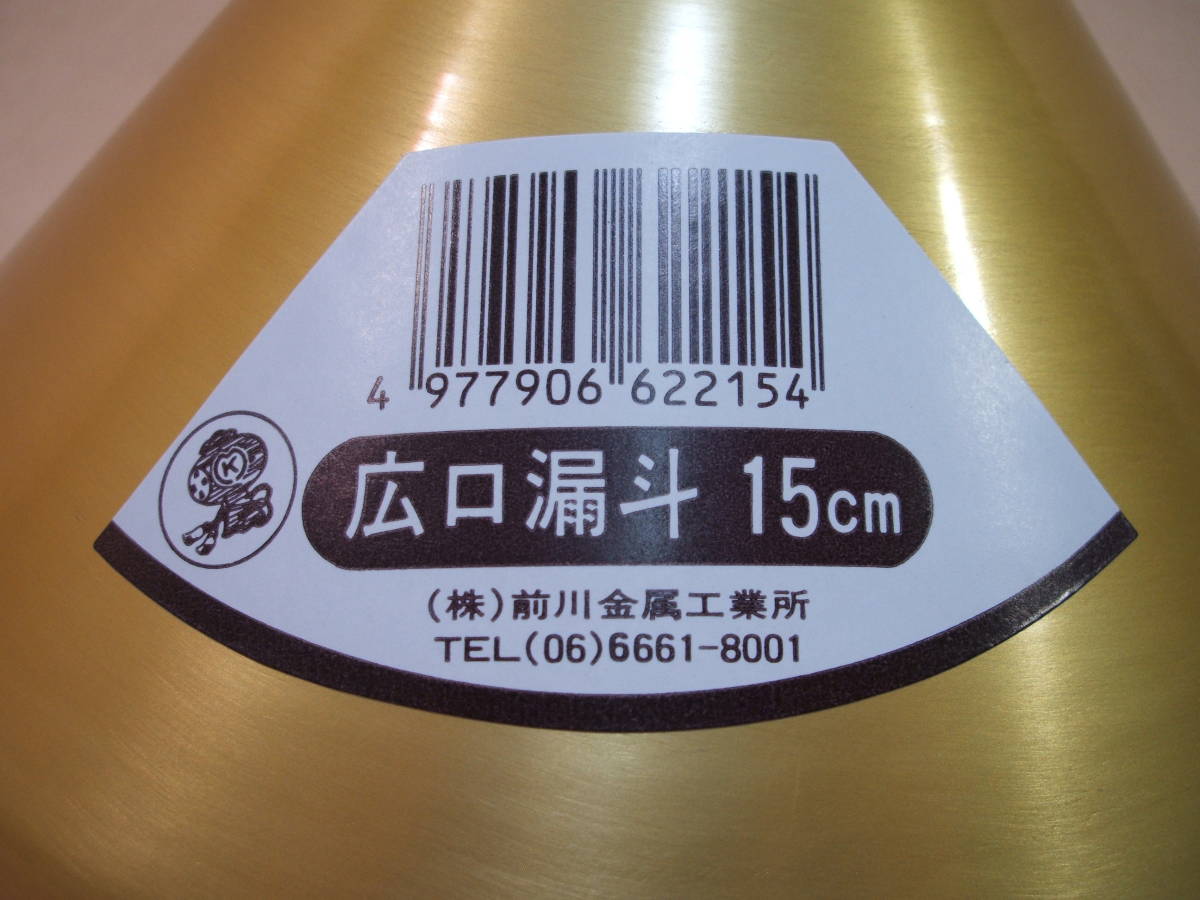 4 977906 622154
K
広口漏斗 15cm
(株)前川金属工業所
TEL(06)6661-8001